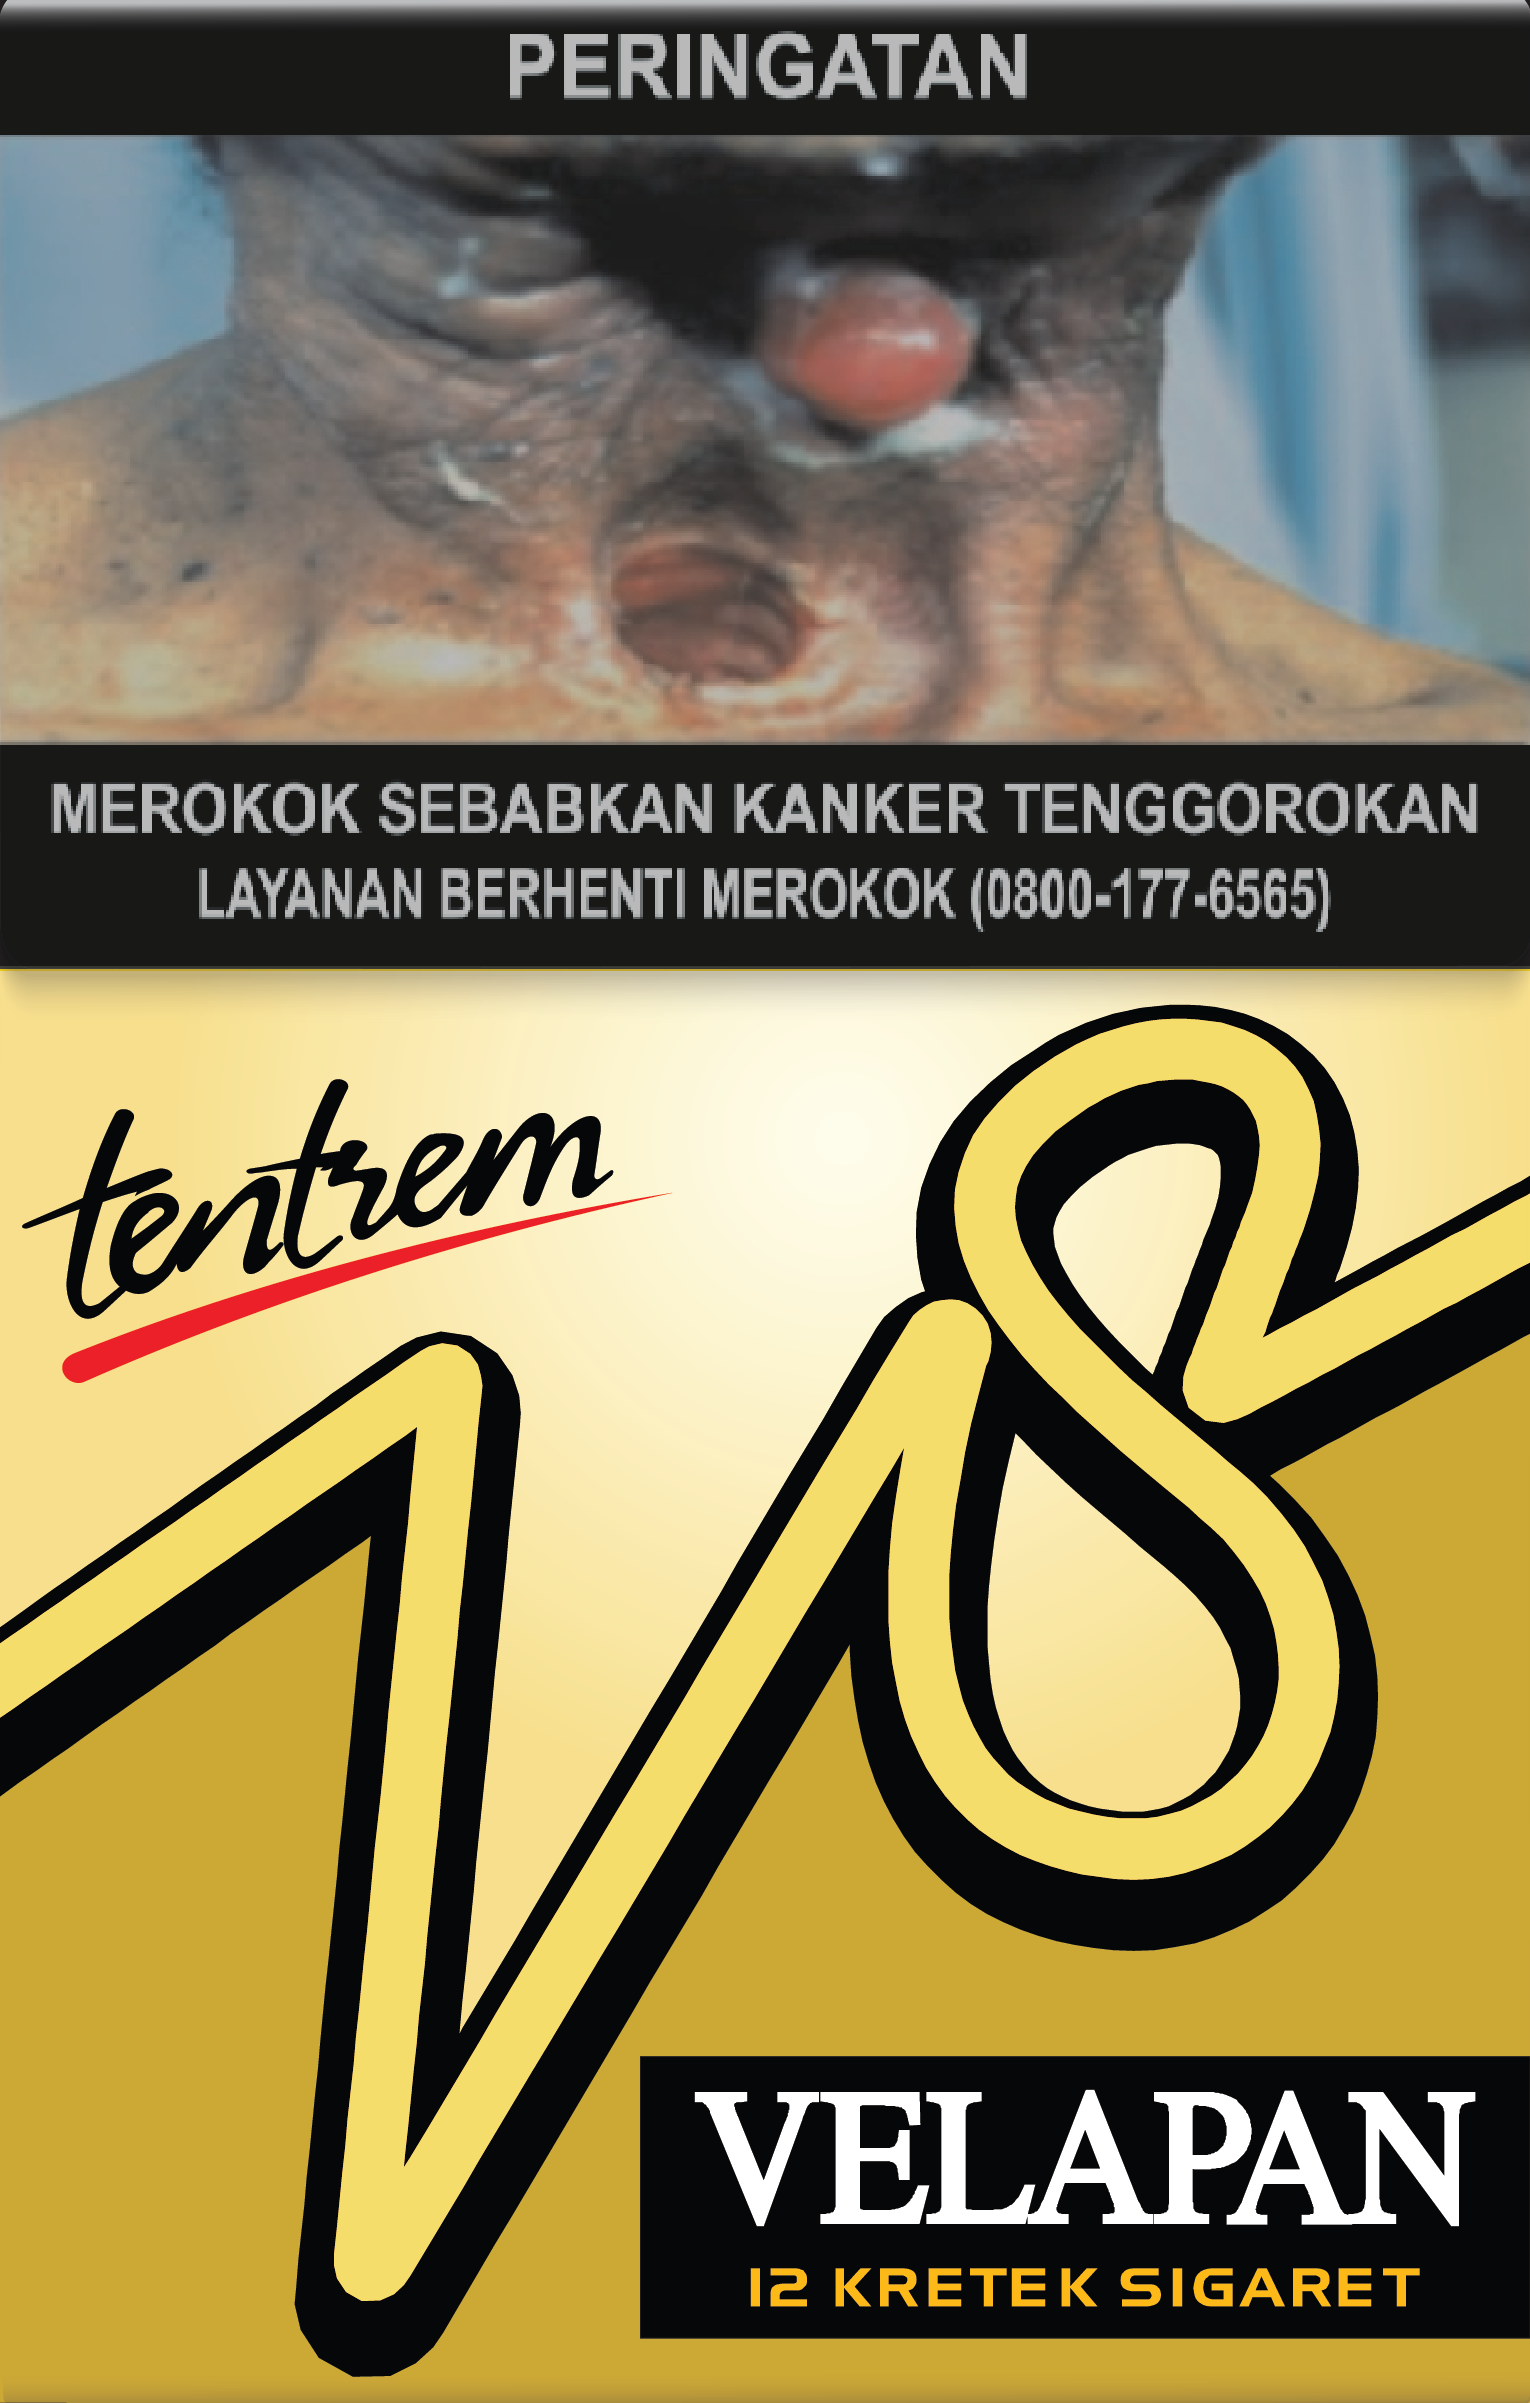 PERINGATAN
MEROKOK SEBABKAN KANKER TENGGOROKAN
LAYANAN BERHENTI MEROKOK (0800-177-6565)
tentrem
V8
VELAPAN
12 KRETEK SIGARET